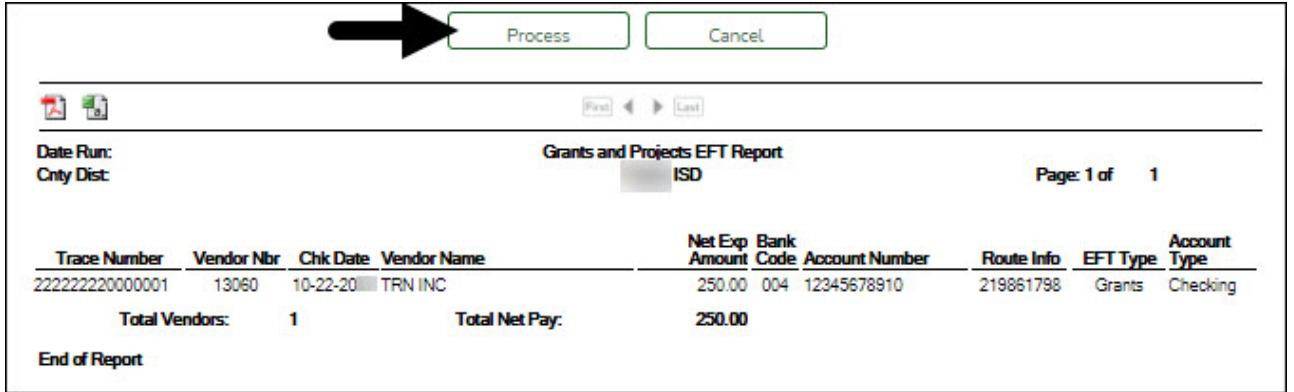 Process Cancel
First Last
Date Run: Grants and Projects EFT Report
Cnty Dist: ISD Page: 1 of 1
Net Exp Bank Account
Trace Number Vendor Nbr Chk Date Vendor Name Amount Code Account Number Route Info EFT Type Type
222222220000001 13060 10-22-20 TRN INC 250.00 004 12345678910 219861798 Grants Checking
Total Vendors: 1 Total Net Pay: 250.00
End of Report